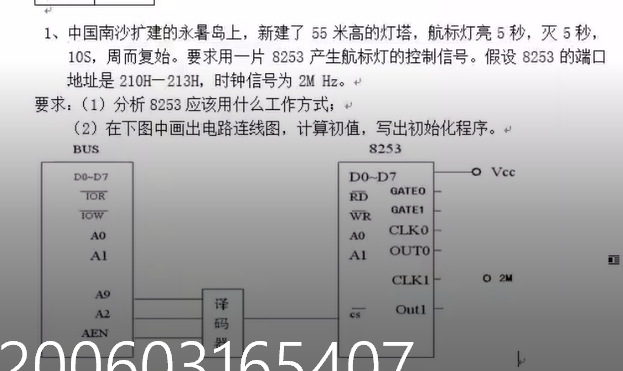 1、中国南沙扩建的永暑岛上，新建了 55 米高的灯塔，航标灯亮 5 秒，灭 5 秒，
10S，周而复始。要求用一片 8253 产生航标灯的控制信号。假设 8253 的端口
地址是 210H—213H，时钟信号为 2M Hz。
要求：（1）分析 8253 应该用什么工作方式；
（2）在下图中画出电路连线图，计算初值，写出初始化程序。
BUS 8253
D0~D7 D0~D7 Vcc
IOR RD GATE0
IOW WR GATE1
A0 A0 CLK0
A1 A1 OUT0
CLK1 2M
A9 译
A2 码 cs Out1
AEN 器
200603165407